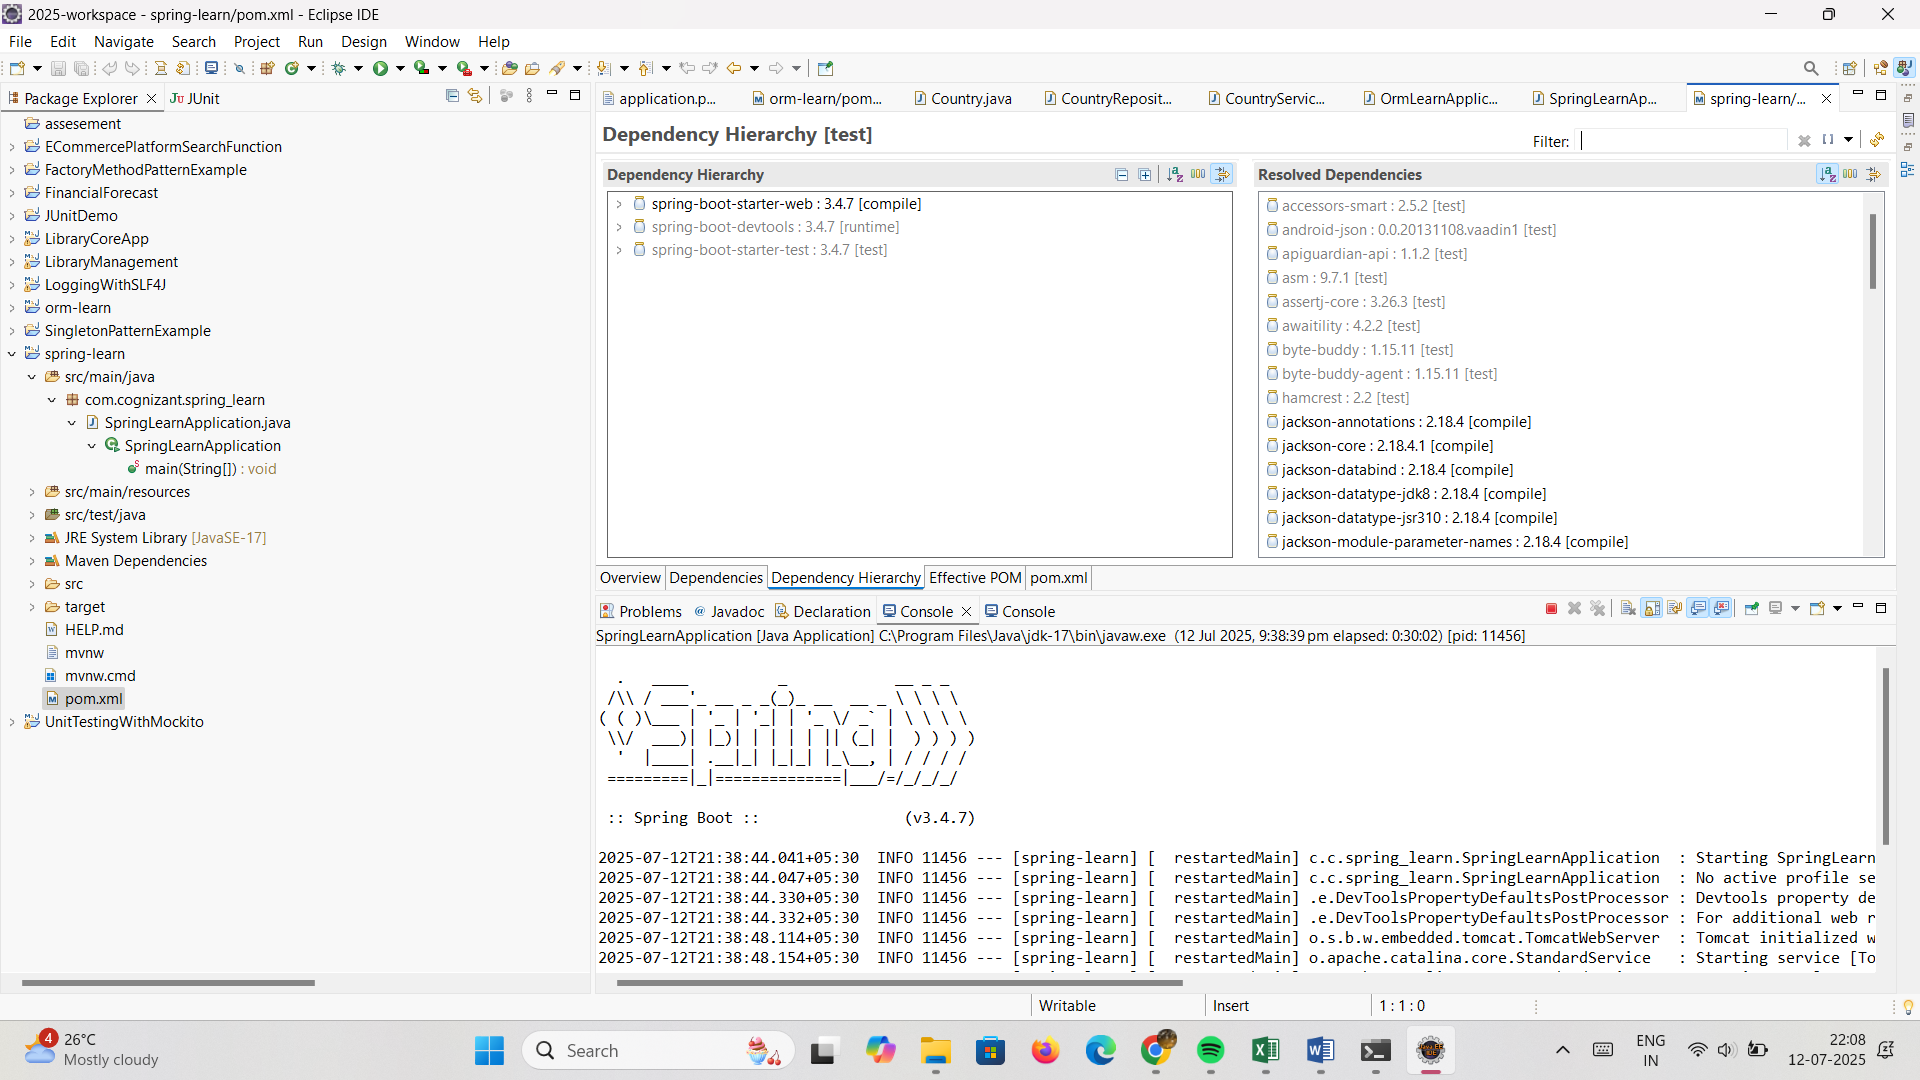 2025-workspace - spring-learn/pom.xml - Eclipse IDE
File Edit Navigate Search Project Run Design Window Help
Package Explorer
JUnit
assesement
ECommercePlatformSearchFunction
FactoryMethodPatternExample
FinancialForecast
JUnitDemo
LibraryCoreApp
LibraryManagement
LoggingWithSLF4J
orm-learn
SingletonPatternExample
spring-learn
src/main/java
com.cognizant.spring_learn
SpringLearnApplication.java
SpringLearnApplication
main(String[]) : void
src/main/resources
src/test/java
JRE System Library [JavaSE-17]
Maven Dependencies
src
target
HELP.md
mvnw
mvnw.cmd
pom.xml
UnitTestingWithMockito
application.p... orm-learn/pom... Country.java CountryReposit... CountryServic... OrmLearnApplic... SpringLearnAp... spring-learn/...
Dependency Hierarchy [test]
Filter:
Dependency Hierarchy
spring-boot-starter-web : 3.4.7 [compile]
spring-boot-devtools : 3.4.7 [runtime]
spring-boot-starter-test : 3.4.7 [test]
Resolved Dependencies
accessors-smart : 2.5.2 [test]
android-json : 0.0.20131108.vaadin1 [test]
apiguardian-api : 1.1.2 [test]
asm : 9.7.1 [test]
assertj-core : 3.26.3 [test]
awaitility : 4.2.2 [test]
byte-buddy : 1.15.11 [test]
byte-buddy-agent : 1.15.11 [test]
hamcrest : 2.2 [test]
jackson-annotations : 2.18.4 [compile]
jackson-core : 2.18.4.1 [compile]
jackson-databind : 2.18.4 [compile]
jackson-datatype-jdk8 : 2.18.4 [compile]
jackson-datatype-jsr310 : 2.18.4 [compile]
jackson-module-parameter-names : 2.18.4 [compile]
Overview Dependencies Dependency Hierarchy Effective POM pom.xml
Problems Javadoc Declaration Console Console
SpringLearnApplication [Java Application] C:\Program Files\Java\jdk-17\bin\javaw.exe (12 Jul 2025, 9:38:39 pm elapsed: 0:30:02) [pid: 11456]
Spring
:: Spring Boot :: (v3.4.7)
2025-07-12T21:38:44.041+05:30 INFO 11456 --- [spring-learn] [ restartedMain] c.c.spring_learn.SpringLearnApplication : Starting SpringLearn
2025-07-12T21:38:44.047+05:30 INFO 11456 --- [spring-learn] [ restartedMain] c.c.spring_learn.SpringLearnApplication : No active profile se
2025-07-12T21:38:44.330+05:30 INFO 11456 --- [spring-learn] [ restartedMain] .e.DevToolsPropertyDefaultsPostProcessor : Devtools property de
2025-07-12T21:38:44.332+05:30 INFO 11456 --- [spring-learn] [ restartedMain] .e.DevToolsPropertyDefaultsPostProcessor : For additional web r
2025-07-12T21:38:48.114+05:30 INFO 11456 --- [spring-learn] [ restartedMain] o.s.b.w.embedded.tomcat.TomcatWebServer : Tomcat initialized w
2025-07-12T21:38:48.154+05:30 INFO 11456 --- [spring-learn] [ restartedMain] o.apache.catalina.core.StandardService : Starting service [To
Writable Insert 1 : 1 : 0
4
26°C
Mostly cloudy
Search
ENG
IN
22:08
12-07-2025